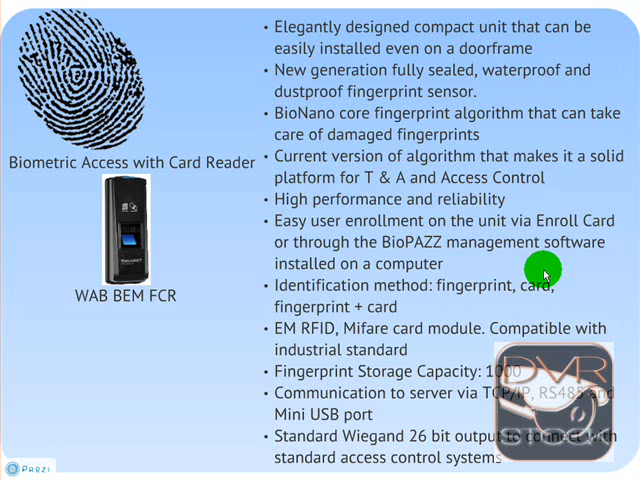 Biometric Access with Card Reader
WAB BEM FCR
• Elegantly designed compact unit that can be
easily installed even on a doorframe
• New generation fully sealed, waterproof and
dustproof fingerprint sensor.
• BioNano core fingerprint algorithm that can take
care of damaged fingerprints
• Current version of algorithm that makes it a solid
platform for T & A and Access Control
• High performance and reliability
• Easy user enrollment on the unit via Enroll Card
or through the BioPAZZ management software
installed on a computer
• Identification method: fingerprint, card,
fingerprint + card
• EM RFID, Mifare card module. Compatible with
industrial standard
• Fingerprint Storage Capacity: 1000
• Communication to server via TCP/IP, RS485 and
Mini USB port
• Standard Wiegand 26 bit output to connect with
standard access control systems
DVR
STOCK
Prezi